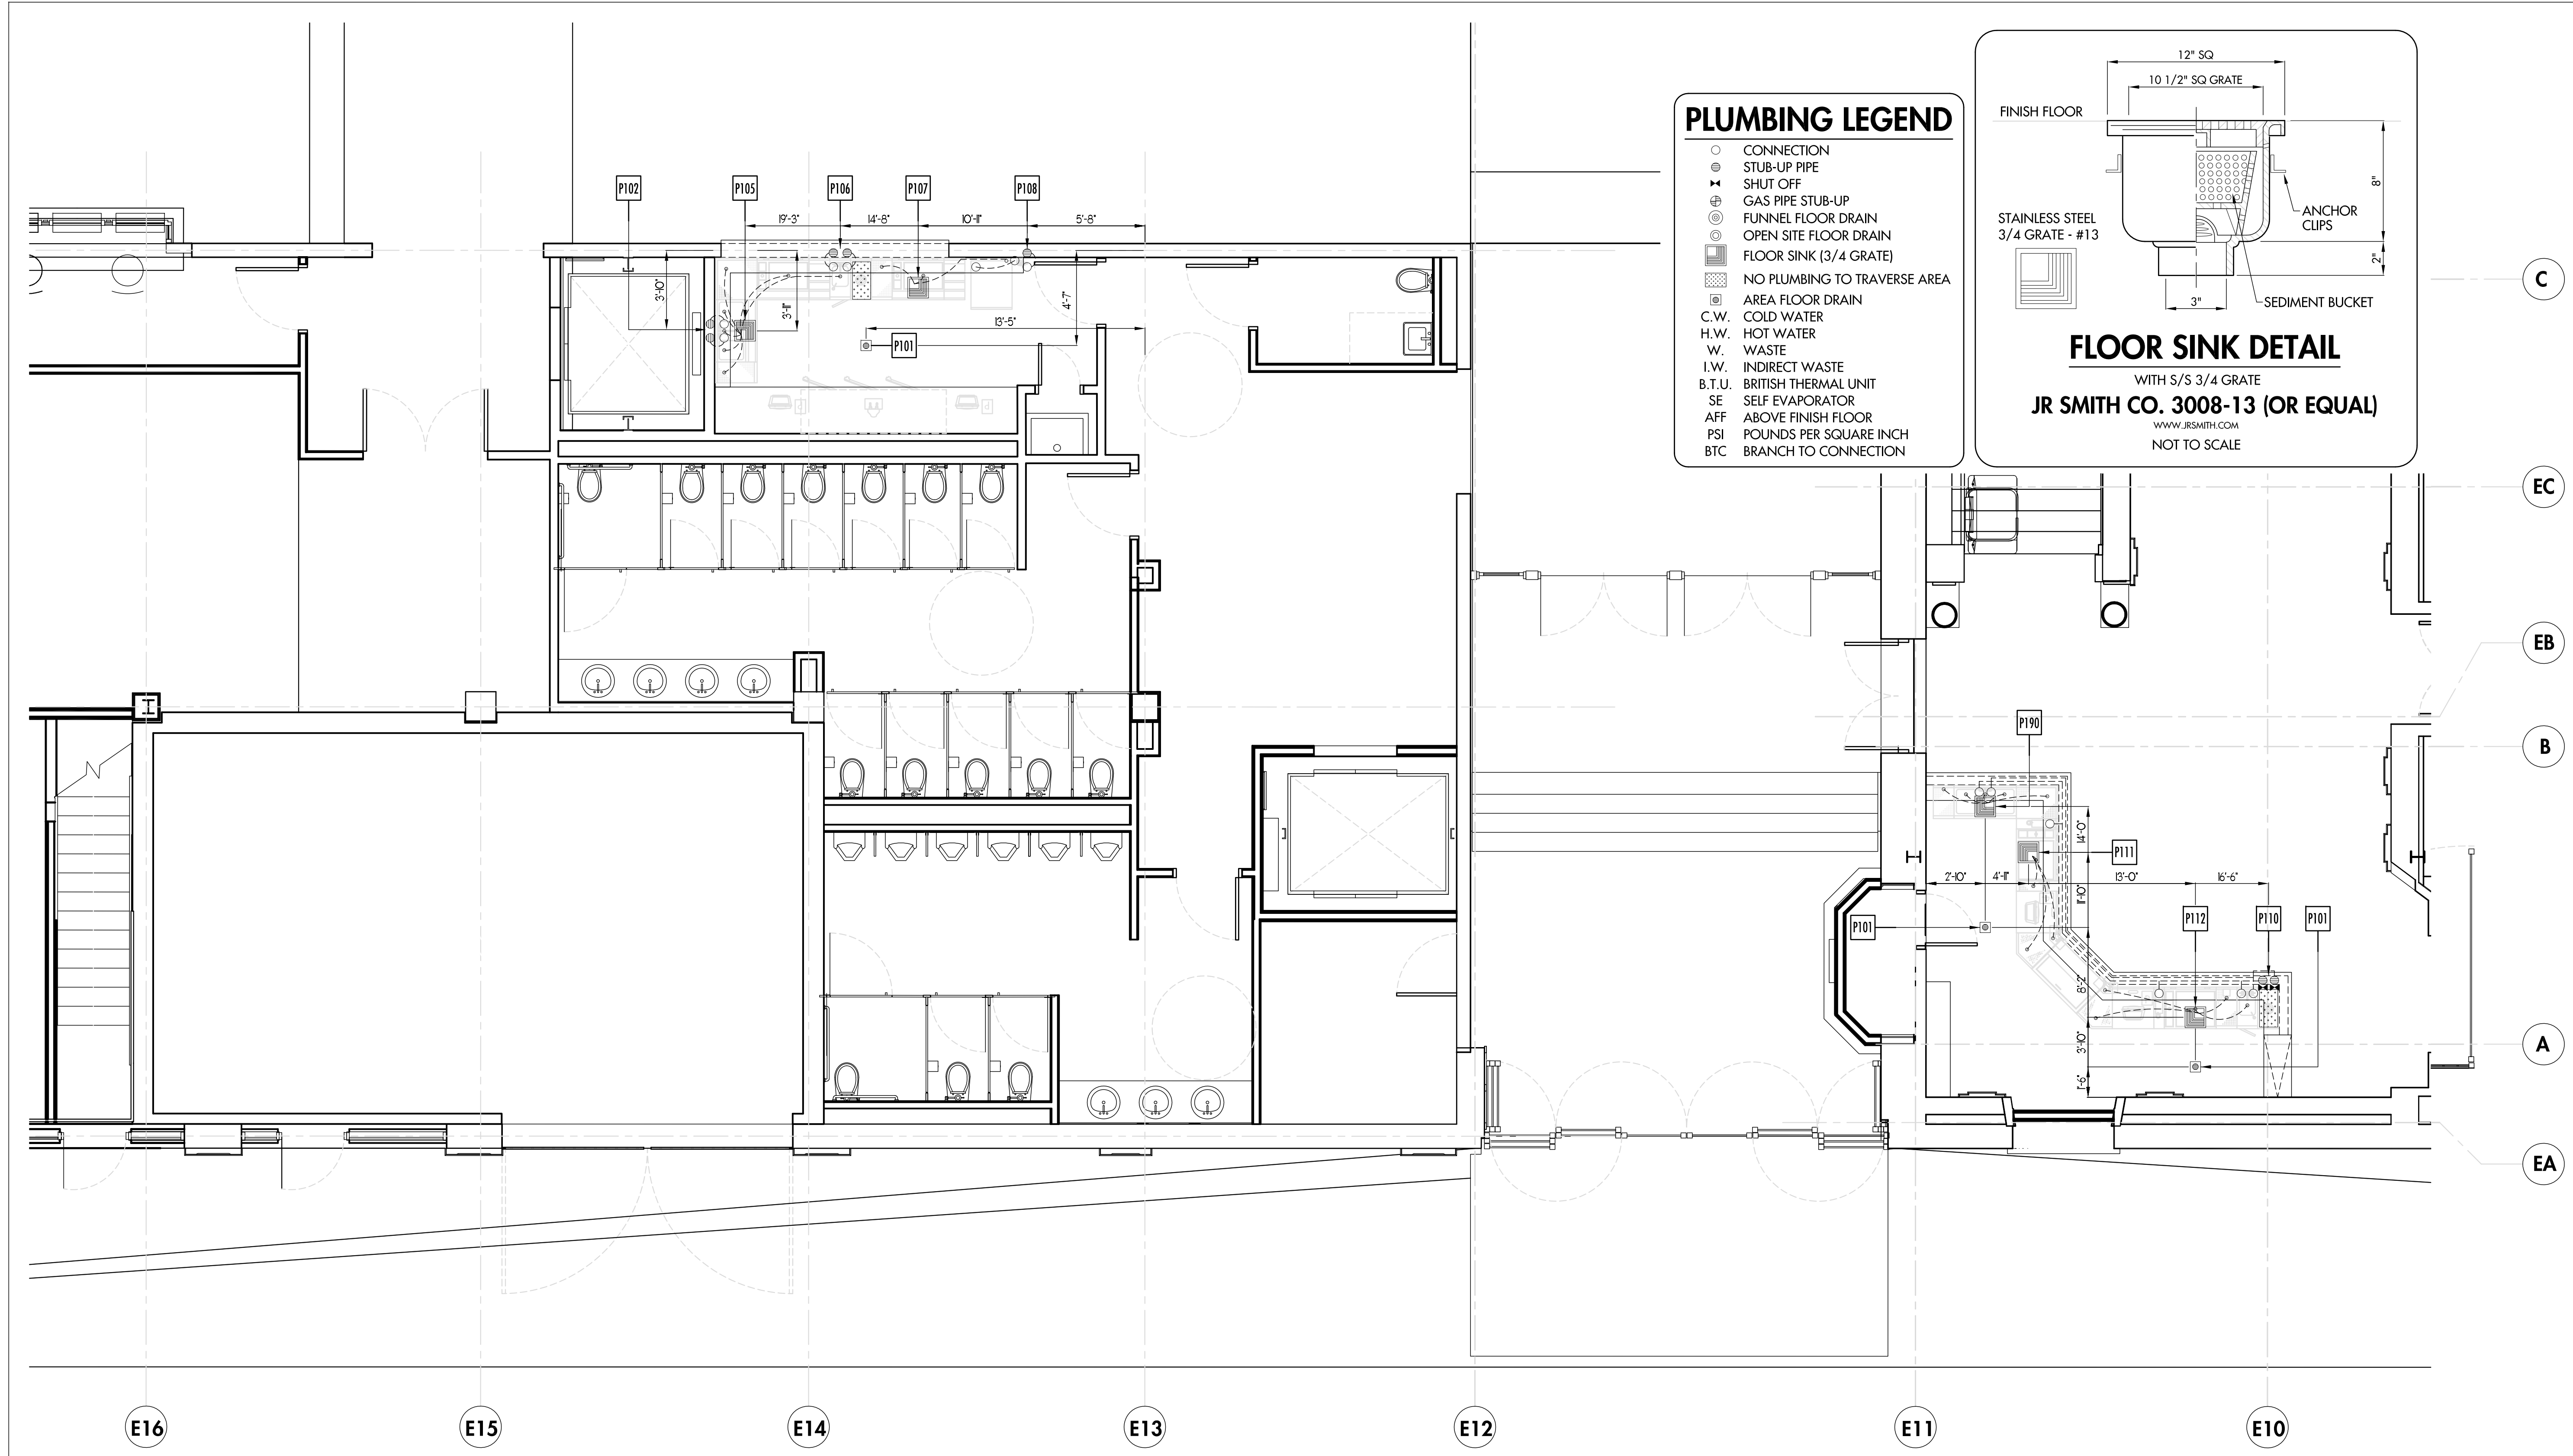 12" SQ
10 1/2" SQ GRATE
FINISH FLOOR
8"
ANCHOR
CLIPS
STAINLESS STEEL
3/4 GRATE - #13
2"
3"
SEDIMENT BUCKET
FLOOR SINK DETAIL
WITH S/S 3/4 GRATE
JR SMITH CO. 3008-13 (OR EQUAL)
WWW.JRSMITH.COM
NOT TO SCALE
PLUMBING LEGEND
CONNECTION
STUB-UP PIPE
SHUT OFF
GAS PIPE STUB-UP
FUNNEL FLOOR DRAIN
OPEN SITE FLOOR DRAIN
FLOOR SINK (3/4 GRATE)
NO PLUMBING TO TRAVERSE AREA
AREA FLOOR DRAIN
C.W. COLD WATER
H.W. HOT WATER
W. WASTE
I.W. INDIRECT WASTE
B.T.U. BRITISH THERMAL UNIT
SE SELF EVAPORATOR
AFF ABOVE FINISH FLOOR
PSI POUNDS PER SQUARE INCH
BTC BRANCH TO CONNECTION
P102
P105
P106
P107
P108
19'-3"
14'-8"
10'-11"
5'-8"
3'-10"
3'-11"
4'-7"
13'-5"
P101
P190
14'-0"
P111
2'-10"
4'-11"
13'-0"
16'-6"
11'-10"
P101
P112
P110
P101
8'-2"
3'-10"
1'-6"
C
EC
EB
B
A
EA
E16
E15
E14
E13
E12
E11
E10